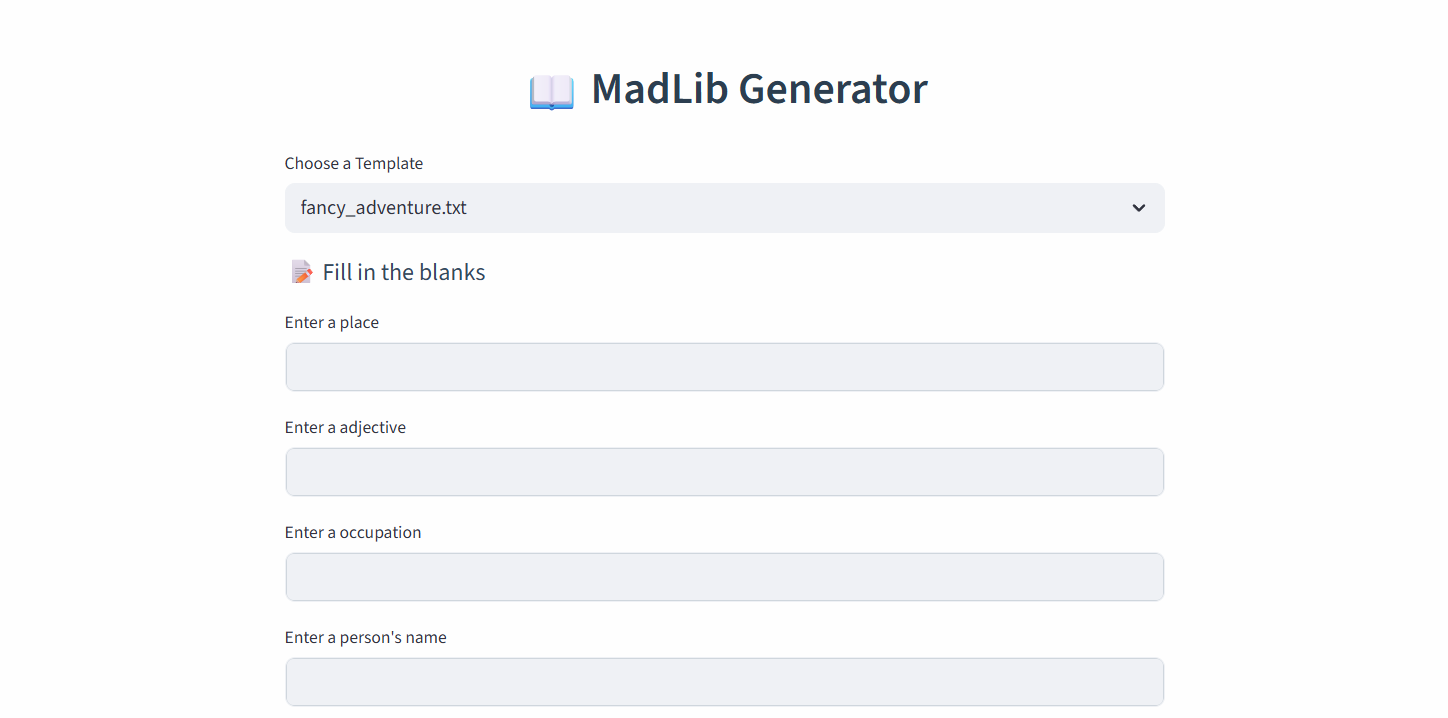 MadLib Generator
Choose a Template
fancy_adventure.txt
Fill in the blanks
Enter a place
Enter a adjective
Enter a occupation
Enter a person's name